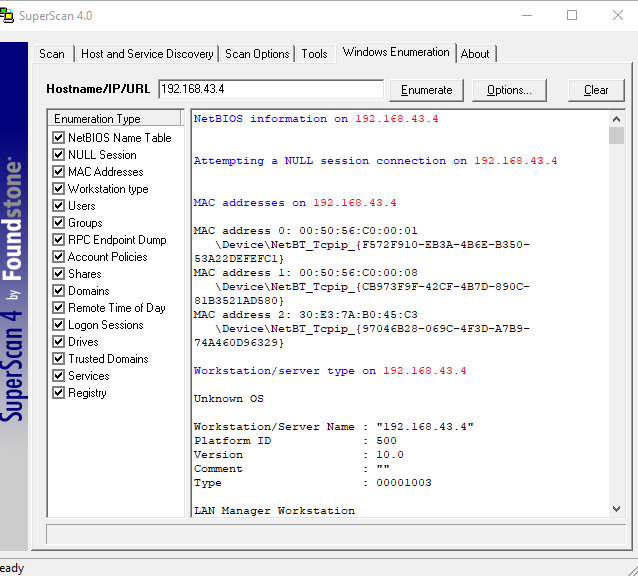 SuperScan 4.0
Scan
Host and Service Discovery
Scan Options
Tools
Windows Enumeration
About
Hostname/IP/URL
192.168.43.4
Enumerate
Options...
Clear
Enumeration Type
NetBIOS Name Table
NULL Session
MAC Addresses
Workstation type
Users
Groups
RPC Endpoint Dump
Account Policies
Shares
Domains
Remote Time of Day
Logon Sessions
Drives
Trusted Domains
Services
Registry
NetBIOS information on 192.168.43.4
Attempting a NULL session connection on 192.168.43.4
MAC addresses on 192.168.43.4
MAC address 0: 00:50:56:C0:00:01
\Device\NetBT_Tcpip_{F572F910-EB3A-4B6E-B350-
53A22DEFEFC1}
MAC address 1: 00:50:56:C0:00:08
\Device\NetBT_Tcpip_{CB973F9F-42CF-4B7D-890C-
81B3521AD580}
MAC address 2: 30:E3:7A:B0:45:C3
\Device\NetBT_Tcpip_{97046B28-069C-4F3D-A7B9-
74A460D96329}
Workstation/server type on 192.168.43.4
Unknown OS
Workstation/Server Name : "192.168.43.4"
Platform ID : 500
Version : 10.0
Comment : ""
Type : 00001003
LAN Manager Workstation
SuperScan 4 by Foundstone
eady